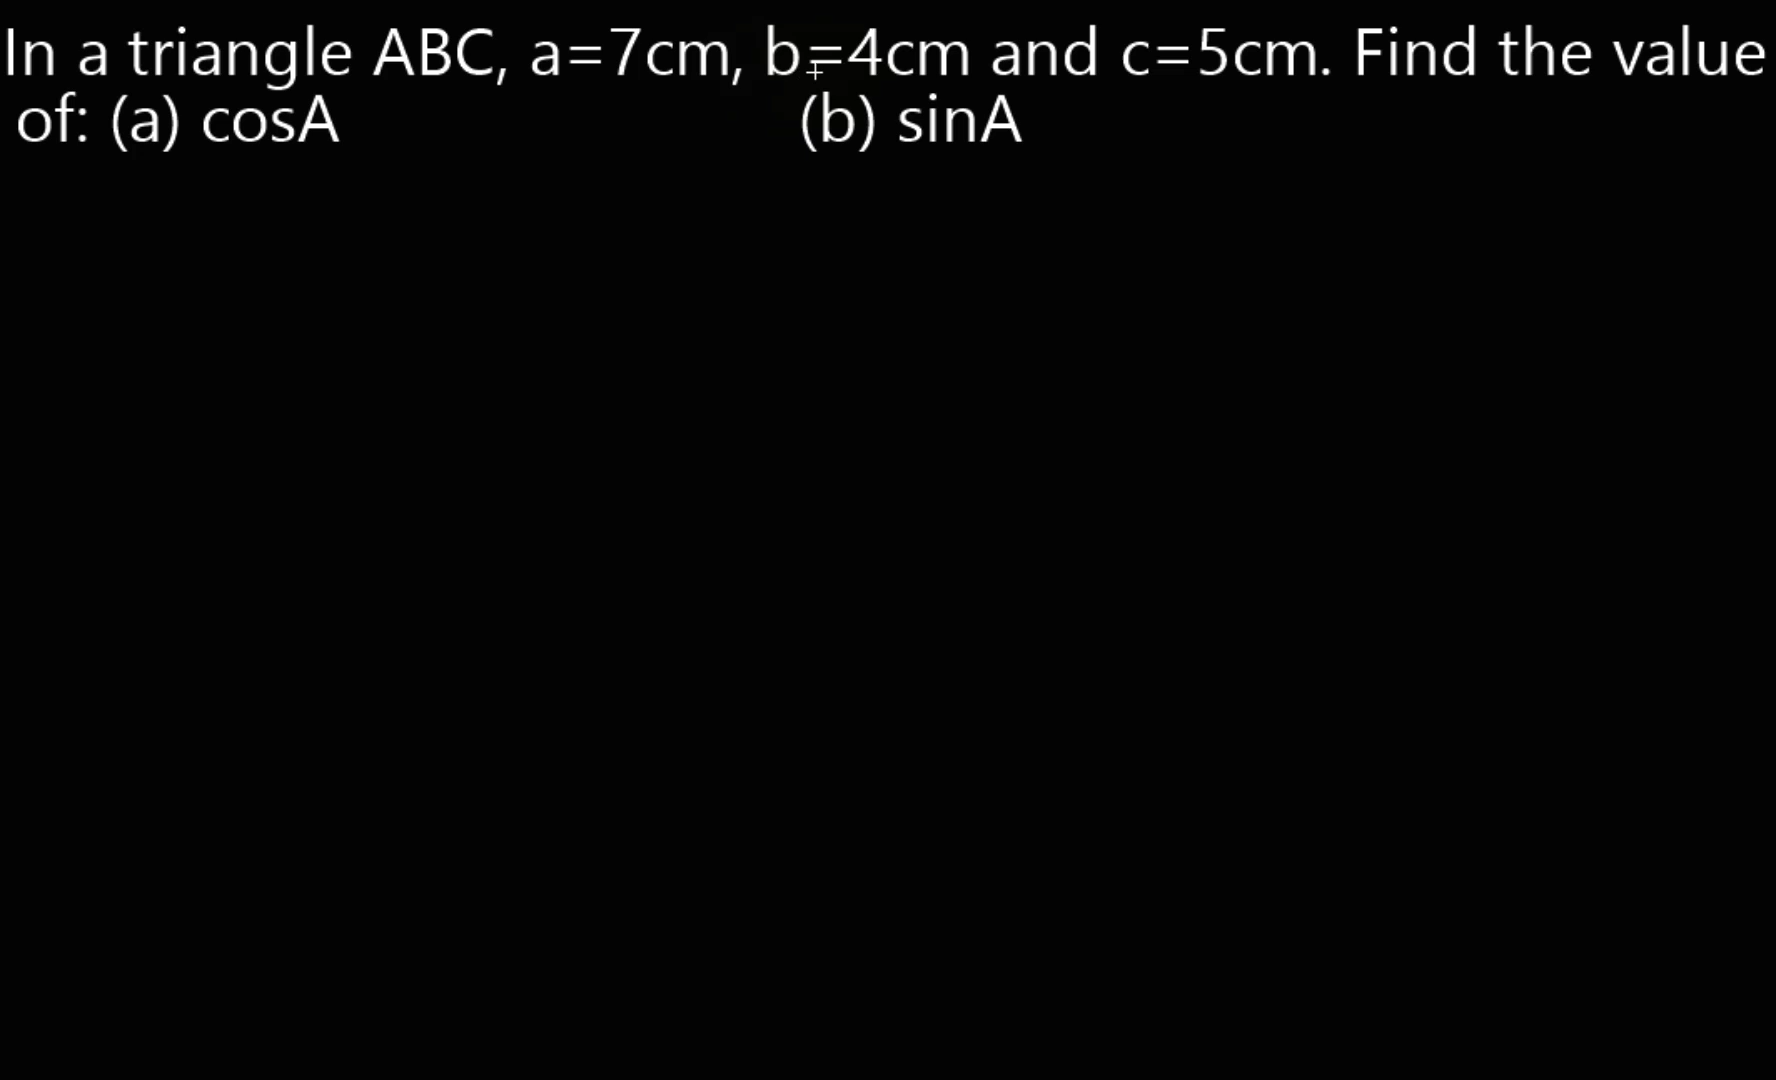 In a triangle ABC, a=7cm, b=4cm and c=5cm. Find the value
of: (a) cosA (b) sinA